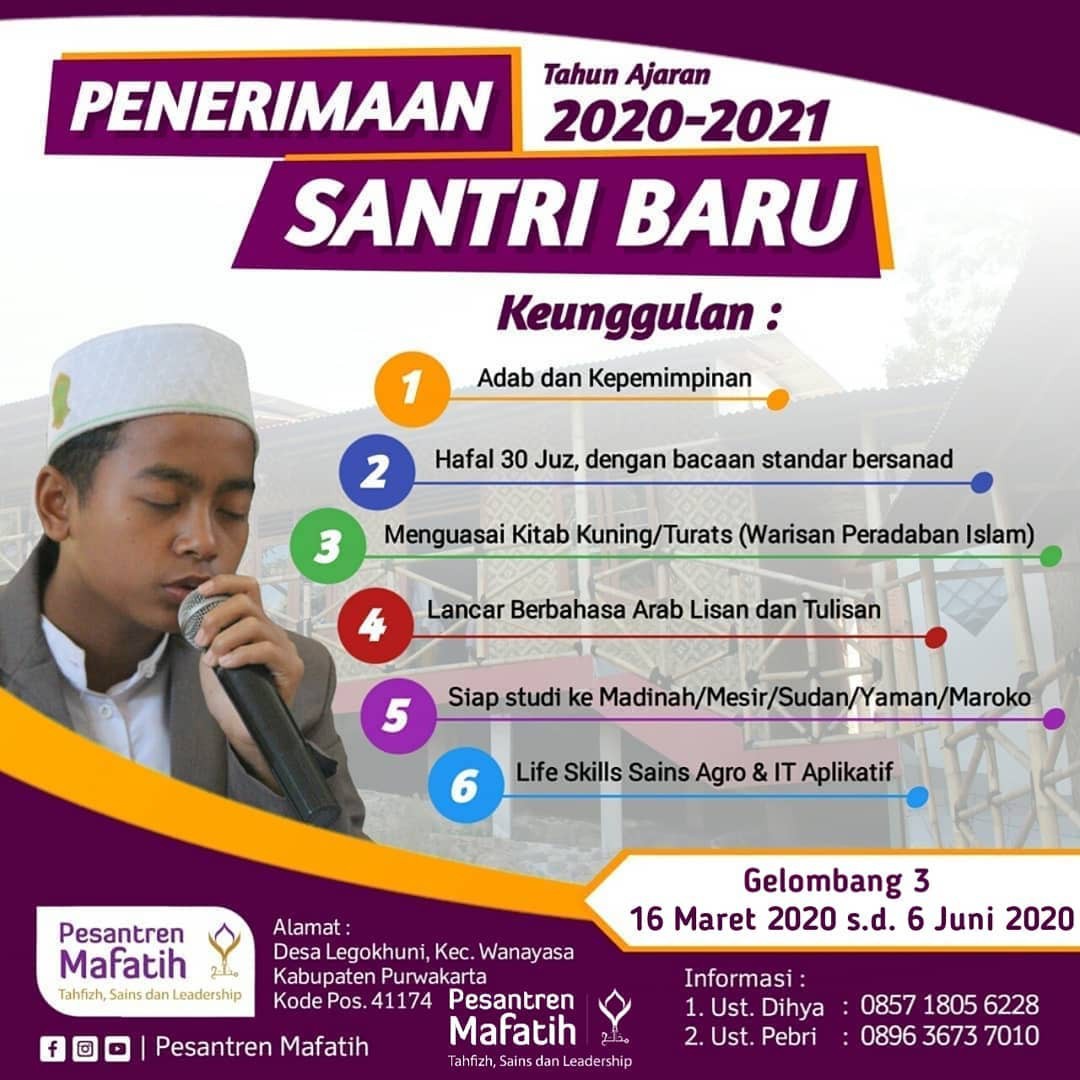 PENERIMAAN
Tahun Ajaran
2020-2021
SANTRI BARU
Keunggulan :
1 Adab dan Kepemimpinan
2 Hafal 30 Juz, dengan bacaan standar bersanad
3 Menguasai Kitab Kuning/Turats (Warisan Peradaban Islam)
4 Lancar Berbahasa Arab Lisan dan Tulisan
5 Siap studi ke Madinah/Mesir/Sudan/Yaman/Maroko
6 Life Skills Sains Agro & IT Aplikatif
Gelombang 3
16 Maret 2020 s.d. 6 Juni 2020
Pesantren
Mafatih
Tahfizh, Sains dan Leadership
Alamat :
Desa Legokhuni, Kec. Wanayasa
Kabupaten Purwakarta
Kode Pos. 41174
Pesantren
Mafatih
Tahfizh, Sains dan Leadership
Informasi :
1. Ust. Dihya : 0857 1805 6228
2. Ust. Pebri : 0896 3673 7010
| Pesantren Mafatih